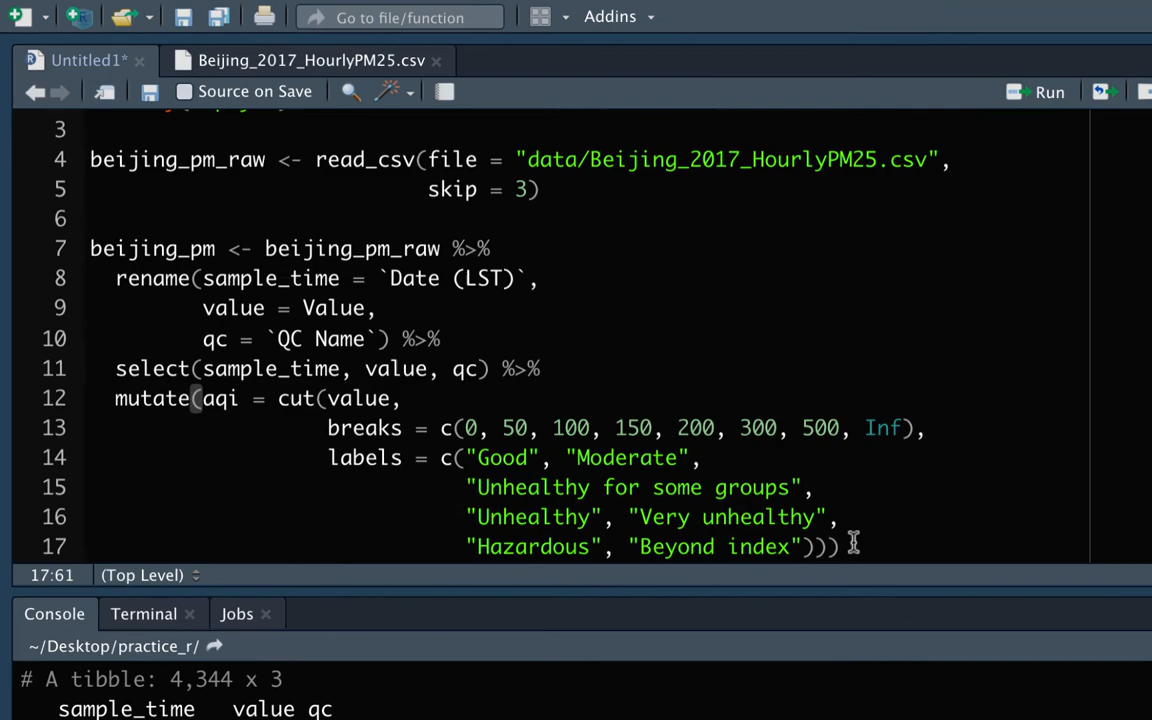 Go to file/function
Addins
Untitled1*
Beijing_2017_HourlyPM25.csv
Source on Save
Run
3
4 beijing_pm_raw <- read_csv(file = "data/Beijing_2017_HourlyPM25.csv",
5 skip = 3)
6
7 beijing_pm <- beijing_pm_raw %>%
8 rename(sample_time = `Date (LST)`,
9 value = Value,
10 qc = `QC Name`) %>%
11 select(sample_time, value, qc) %>%
12 mutate(aqi = cut(value,
13 breaks = c(0, 50, 100, 150, 200, 300, 500, Inf),
14 labels = c("Good", "Moderate",
15 "Unhealthy for some groups",
16 "Unhealthy", "Very unhealthy",
17 "Hazardous", "Beyond index")))
17:61 (Top Level)
Console Terminal Jobs
~/Desktop/practice_r/
# A tibble: 4,344 x 3
sample_time value qc